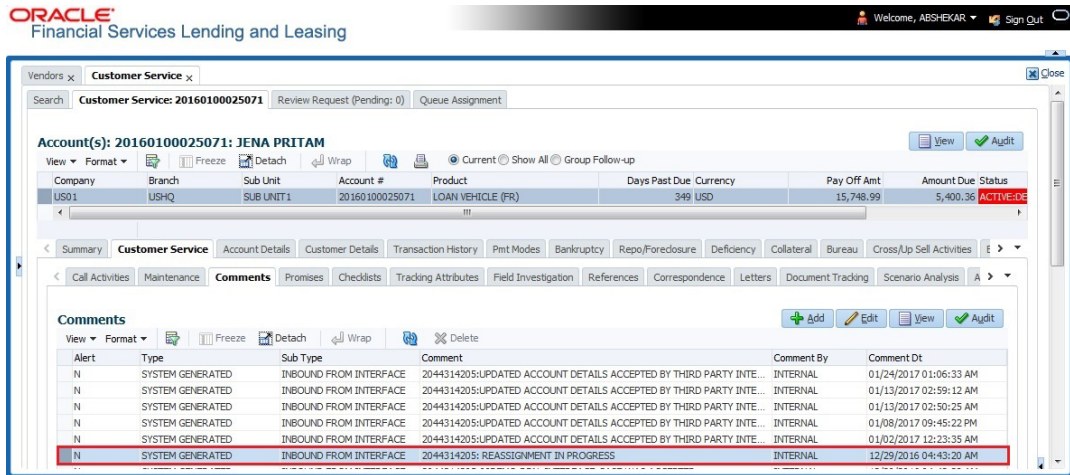 ORACLE
Financial Services Lending and Leasing
Welcome, ABSHEKAR Sign Out
Vendors x Customer Service x Close
Search Customer Service: 20160100025071 Review Request (Pending: 0) Queue Assignment
Account(s): 20160100025071: JENA PRITAM View Audit
View Format Freeze Detach Wrap Current Show All Group Follow-up
Company Branch Sub Unit Account # Product Days Past Due Currency Pay Off Amt Amount Due Status
US01 USHQ SUB UNIT1 20160100025071 LOAN VEHICLE (FR) 349 USD 15,748.99 5,400.36 ACTIVE:DE
Summary Customer Service Account Details Customer Details Transaction History Pmt Modes Bankruptcy Repo/Foreclosure Deficiency Collateral Bureau Cross/Up Sell Activities
Call Activities Maintenance Comments Promises Checklists Tracking Attributes Field Investigation References Correspondence Letters Document Tracking Scenario Analysis A
Comments Add Edit View Audit
View Format Freeze Detach Wrap Delete
Alert Type Sub Type Comment Comment By Comment Dt
N SYSTEM GENERATED INBOUND FROM INTERFACE 2044314205:UPDATED ACCOUNT DETAILS ACCEPTED BY THIRD PARTY INTE... INTERNAL 01/24/2017 01:06:33 AM
N SYSTEM GENERATED INBOUND FROM INTERFACE 2044314205:UPDATED ACCOUNT DETAILS ACCEPTED BY THIRD PARTY INTE... INTERNAL 01/13/2017 02:59:12 AM
N SYSTEM GENERATED INBOUND FROM INTERFACE 2044314205:UPDATED ACCOUNT DETAILS ACCEPTED BY THIRD PARTY INTE... INTERNAL 01/13/2017 02:50:25 AM
N SYSTEM GENERATED INBOUND FROM INTERFACE 2044314205:UPDATED ACCOUNT DETAILS ACCEPTED BY THIRD PARTY INTE... INTERNAL 01/08/2017 09:45:22 PM
N SYSTEM GENERATED INBOUND FROM INTERFACE 2044314205:UPDATED ACCOUNT DETAILS ACCEPTED BY THIRD PARTY INTE... INTERNAL 01/02/2017 12:23:35 AM
N SYSTEM GENERATED INBOUND FROM INTERFACE 2044314205: REASSIGNMENT IN PROGRESS INTERNAL 12/29/2016 04:43:20 AM